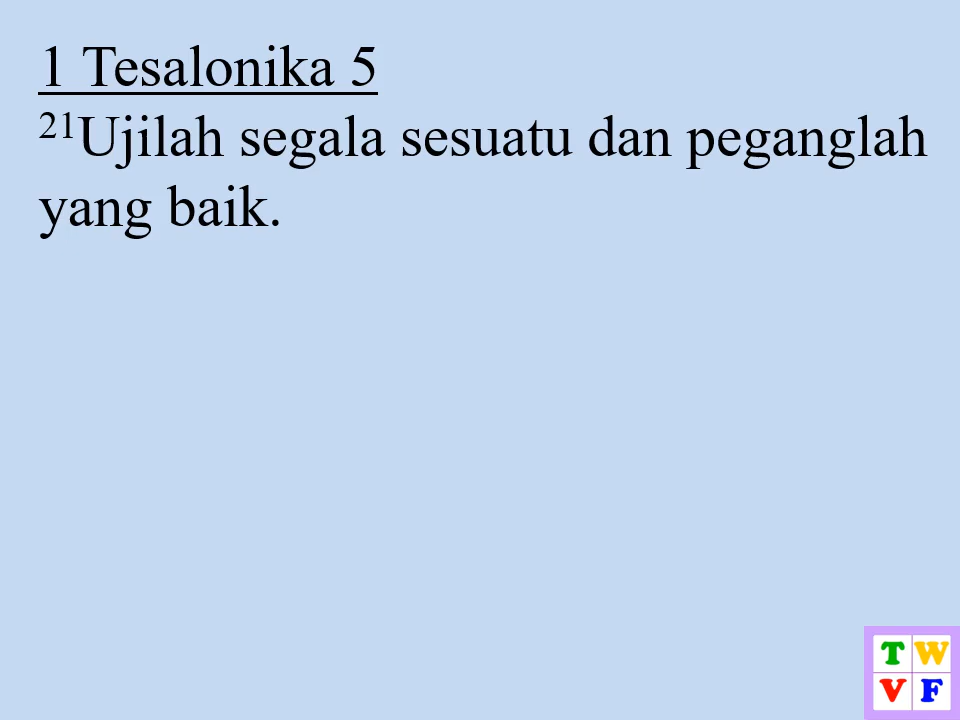 1 Tesalonika 5
21Ujilah segala sesuatu dan peganglah
yang baik.
T W
V F